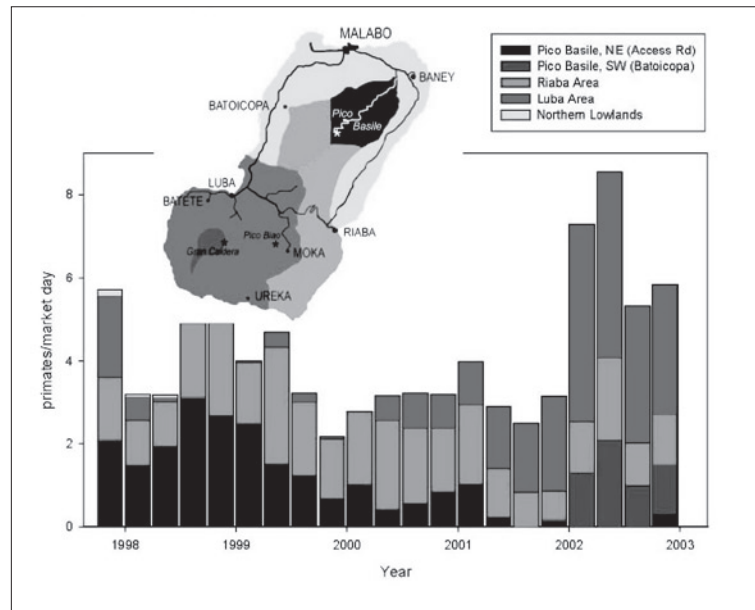 MALABO
BANEY
BATOICOPA
Pico
Basile
LUBA
BATETE
RIABA
Pico Biao
Gran Caldera
MOKA
UREKA
Pico Basile, NE (Access Rd)
Pico Basile, SW (Batoicopa)
Riaba Area
Luba Area
Northern Lowlands
primates/market day
8
6
4
2
0
1998
1999
2000
2001
2002
2003
Year